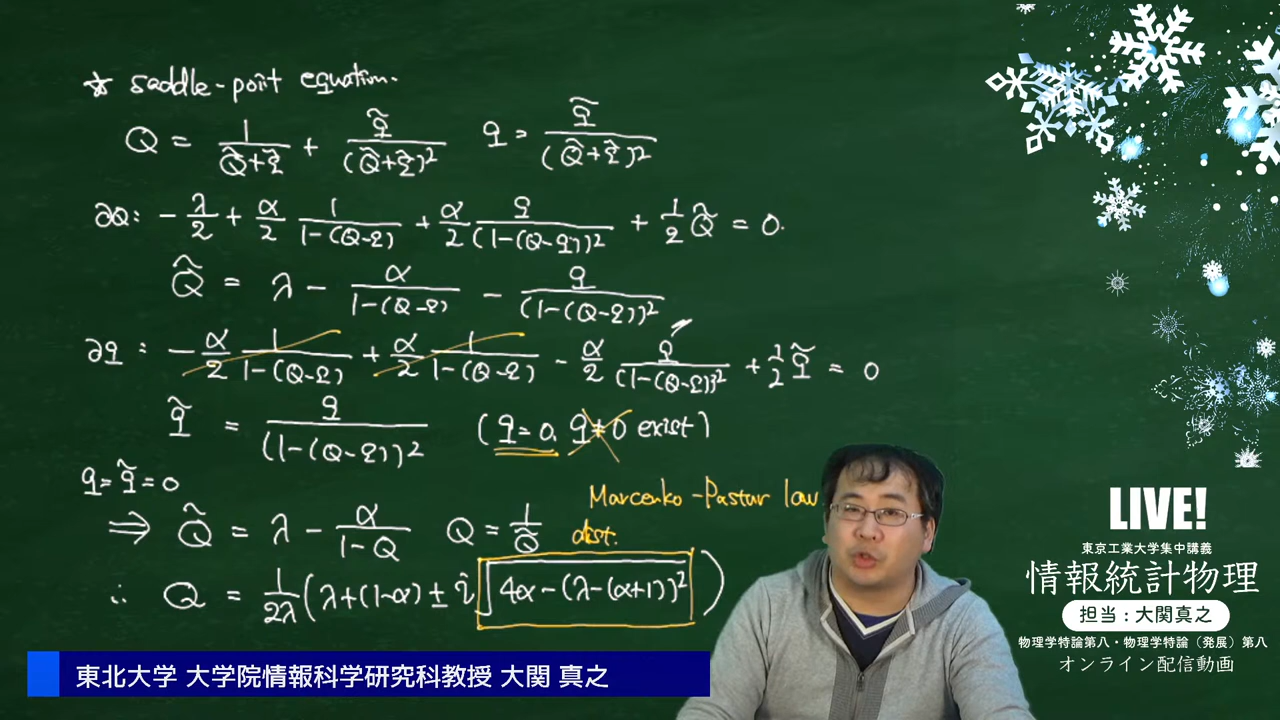 ☆ saddle-point equation.
Q = 1/(Q̂+q̂) + q̂/(Q̂+q̂)² q = q̂/(Q̂+q̂)²
∂Q: -λ/2 + α/2 1/(1-(Q-q)) + α/2 q/(1-(Q-q))² + 1/2 Q̂ = 0.
Q̂ = λ - α/(1-(Q-q)) - q/(1-(Q-q))²
∂q: -α/2 1/(1-(Q-q)) + α/2 1/(1-(Q-q)) - α/2 q/(1-(Q-q))² + 1/2 q̂ = 0
q̂ = q/(1-(Q-q))² (q=0, q≠0 exist)
q=q̂=0
Marcenko-Pastur law
⇒ Q̂ = λ - α/(1-Q) Q = 1/Q̂ dist.
∴ Q = 1/2λ (λ+(1-α) ± i√4α-(λ-(α+1))²)
東北大学 大学院情報科学研究科教授 大関 真之
LIVE!
東京工業大学集中講義
情報統計物理
担当:大関真之
物理学特論第八・物理学特論(発展)第八
オンライン配信動画